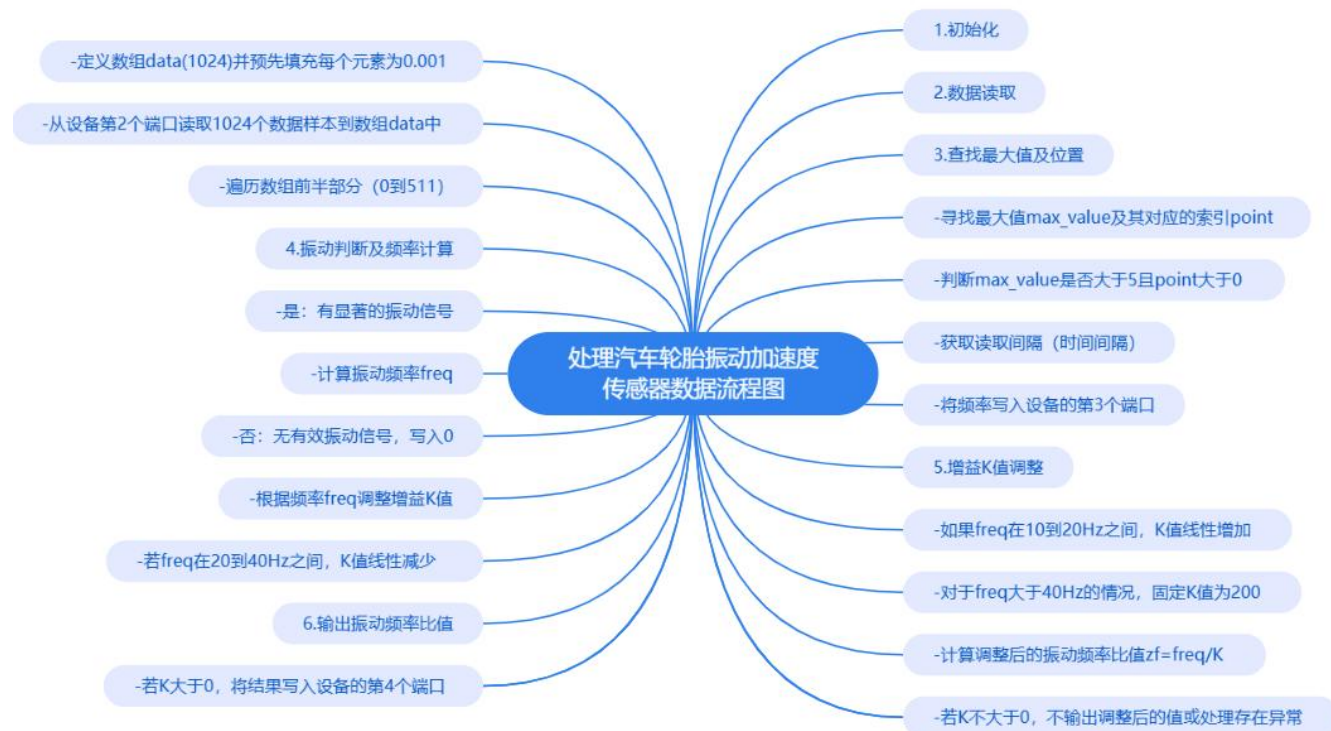 处理汽车轮胎振动加速度
传感器数据流程图
1.初始化
-定义数组data(1024)并预先填充每个元素为0.001
2.数据读取
-从设备第2个端口读取1024个数据样本到数组data中
3.查找最大值及位置
-遍历数组前半部分（0到511）
-寻找最大值max_value及其对应的索引point
4.振动判断及频率计算
-判断max_value是否大于5且point大于0
-是：有显著的振动信号
-获取读取间隔（时间间隔）
-计算振动频率freq
-将频率写入设备的第3个端口
-否：无有效振动信号，写入0
5.增益K值调整
-根据频率freq调整增益K值
-如果freq在10到20Hz之间，K值线性增加
-若freq在20到40Hz之间，K值线性减少
-对于freq大于40Hz的情况，固定K值为200
6.输出振动频率比值
-计算调整后的振动频率比值zf=freq/K
-若K大于0，将结果写入设备的第4个端口
-若K不大于0，不输出调整后的值或处理存在异常